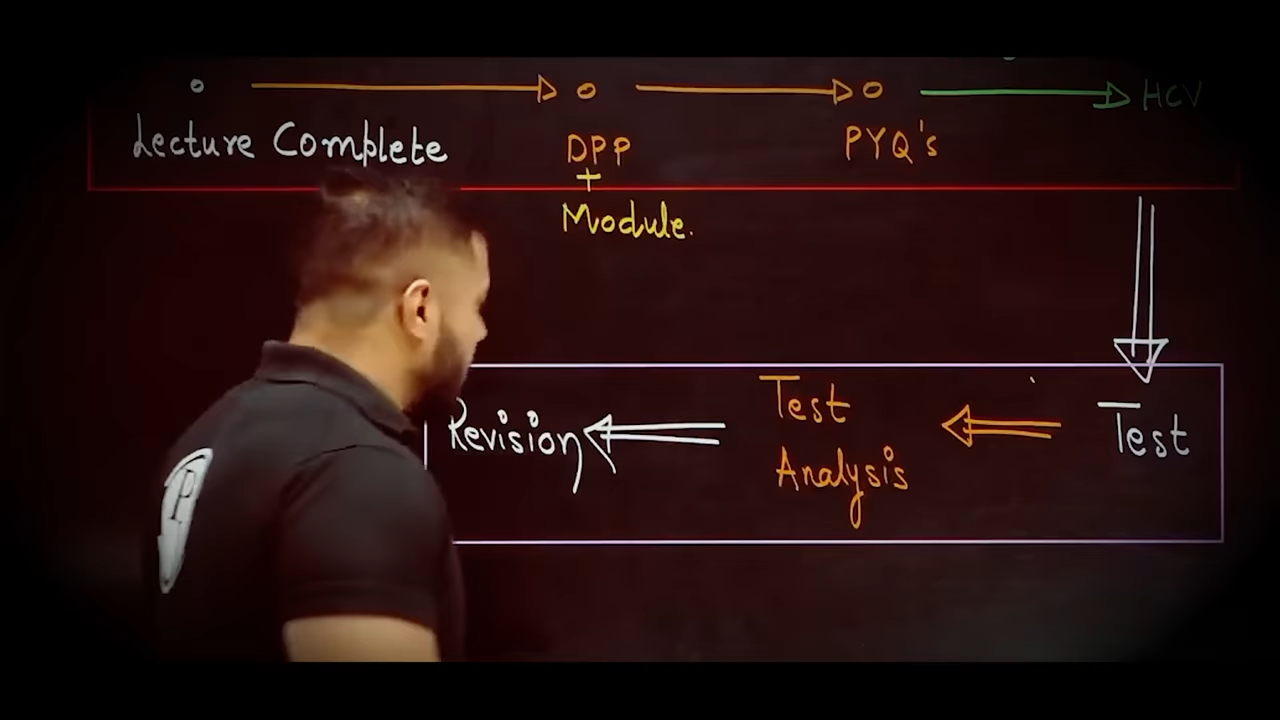 Lecture Complete
DPP
+
Module.
PYQ's
HCV
Test
Test
Analysis
Revision
P